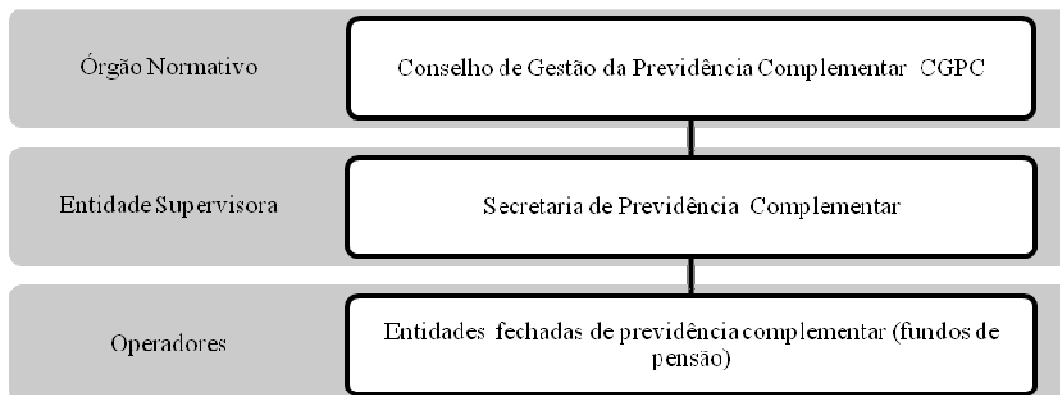 Órgão Normativo
Conselho de Gestão da Previdência Complementar CGPC
Entidade Supervisora
Secretaria de Previdência Complementar
Operadores
Entidades fechadas de previdência complementar (fundos de
pensão)